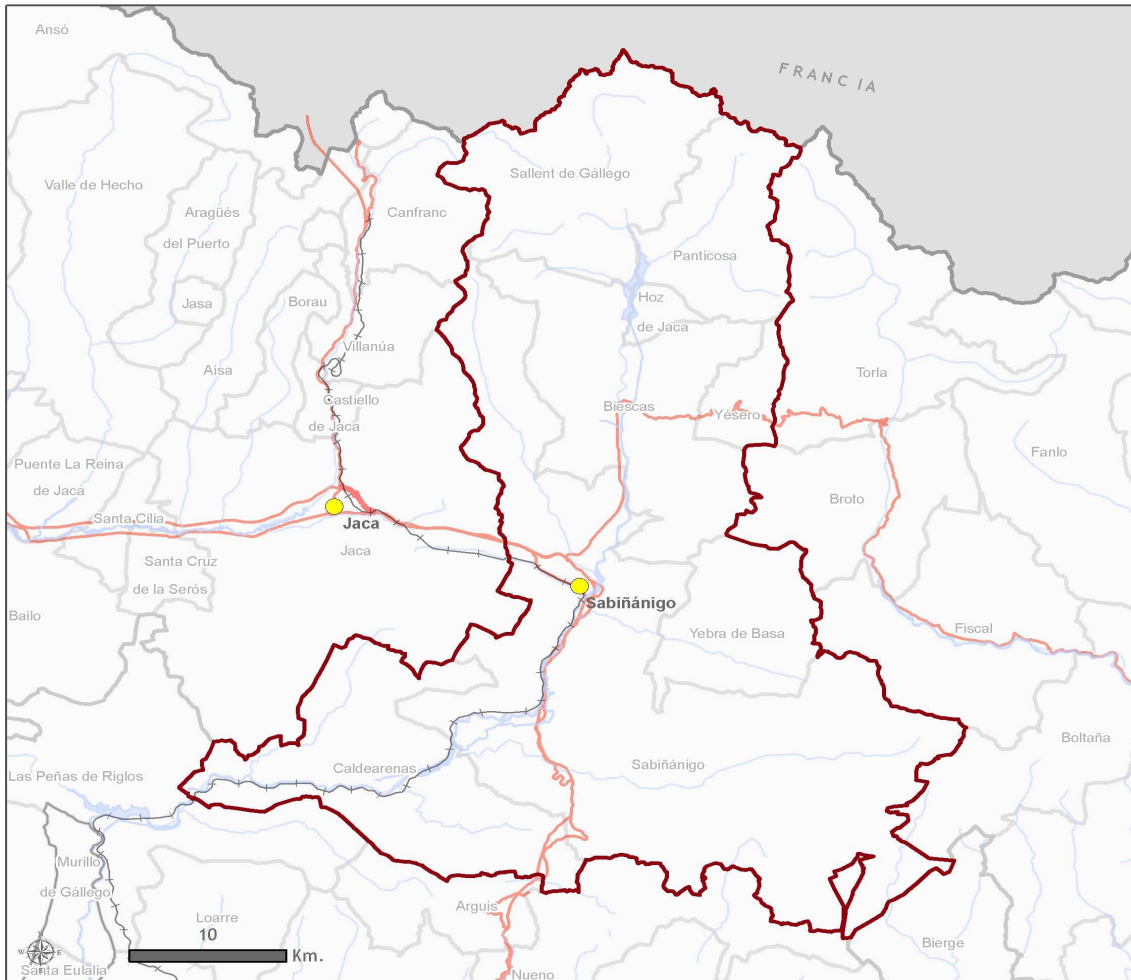 Ansó
FRANCIA
Sallent de Gállego
Valle de Hecho
Aragüés
del Puerto
Canfranc
Panticosa
Jasa
Borau
Hoz
de Jaca
Villanúa
Aísa
Torla
Castiello
de Jaca
Biescas
Yésero
Fanlo
Puente La Reina
de Jaca
Broto
Santa Cilia
Jaca
Jaca
Santa Cruz
de la Serós
Sabiñánigo
Bailo
Yebra de Basa
Fiscal
Boltaña
Las Peñas de Riglos
Caldearenas
Sabiñánigo
Murillo
de Gállego
Arguis
Loarre
10
Km.
Bierge
W
E
S
Santa Eulalia
Nueno